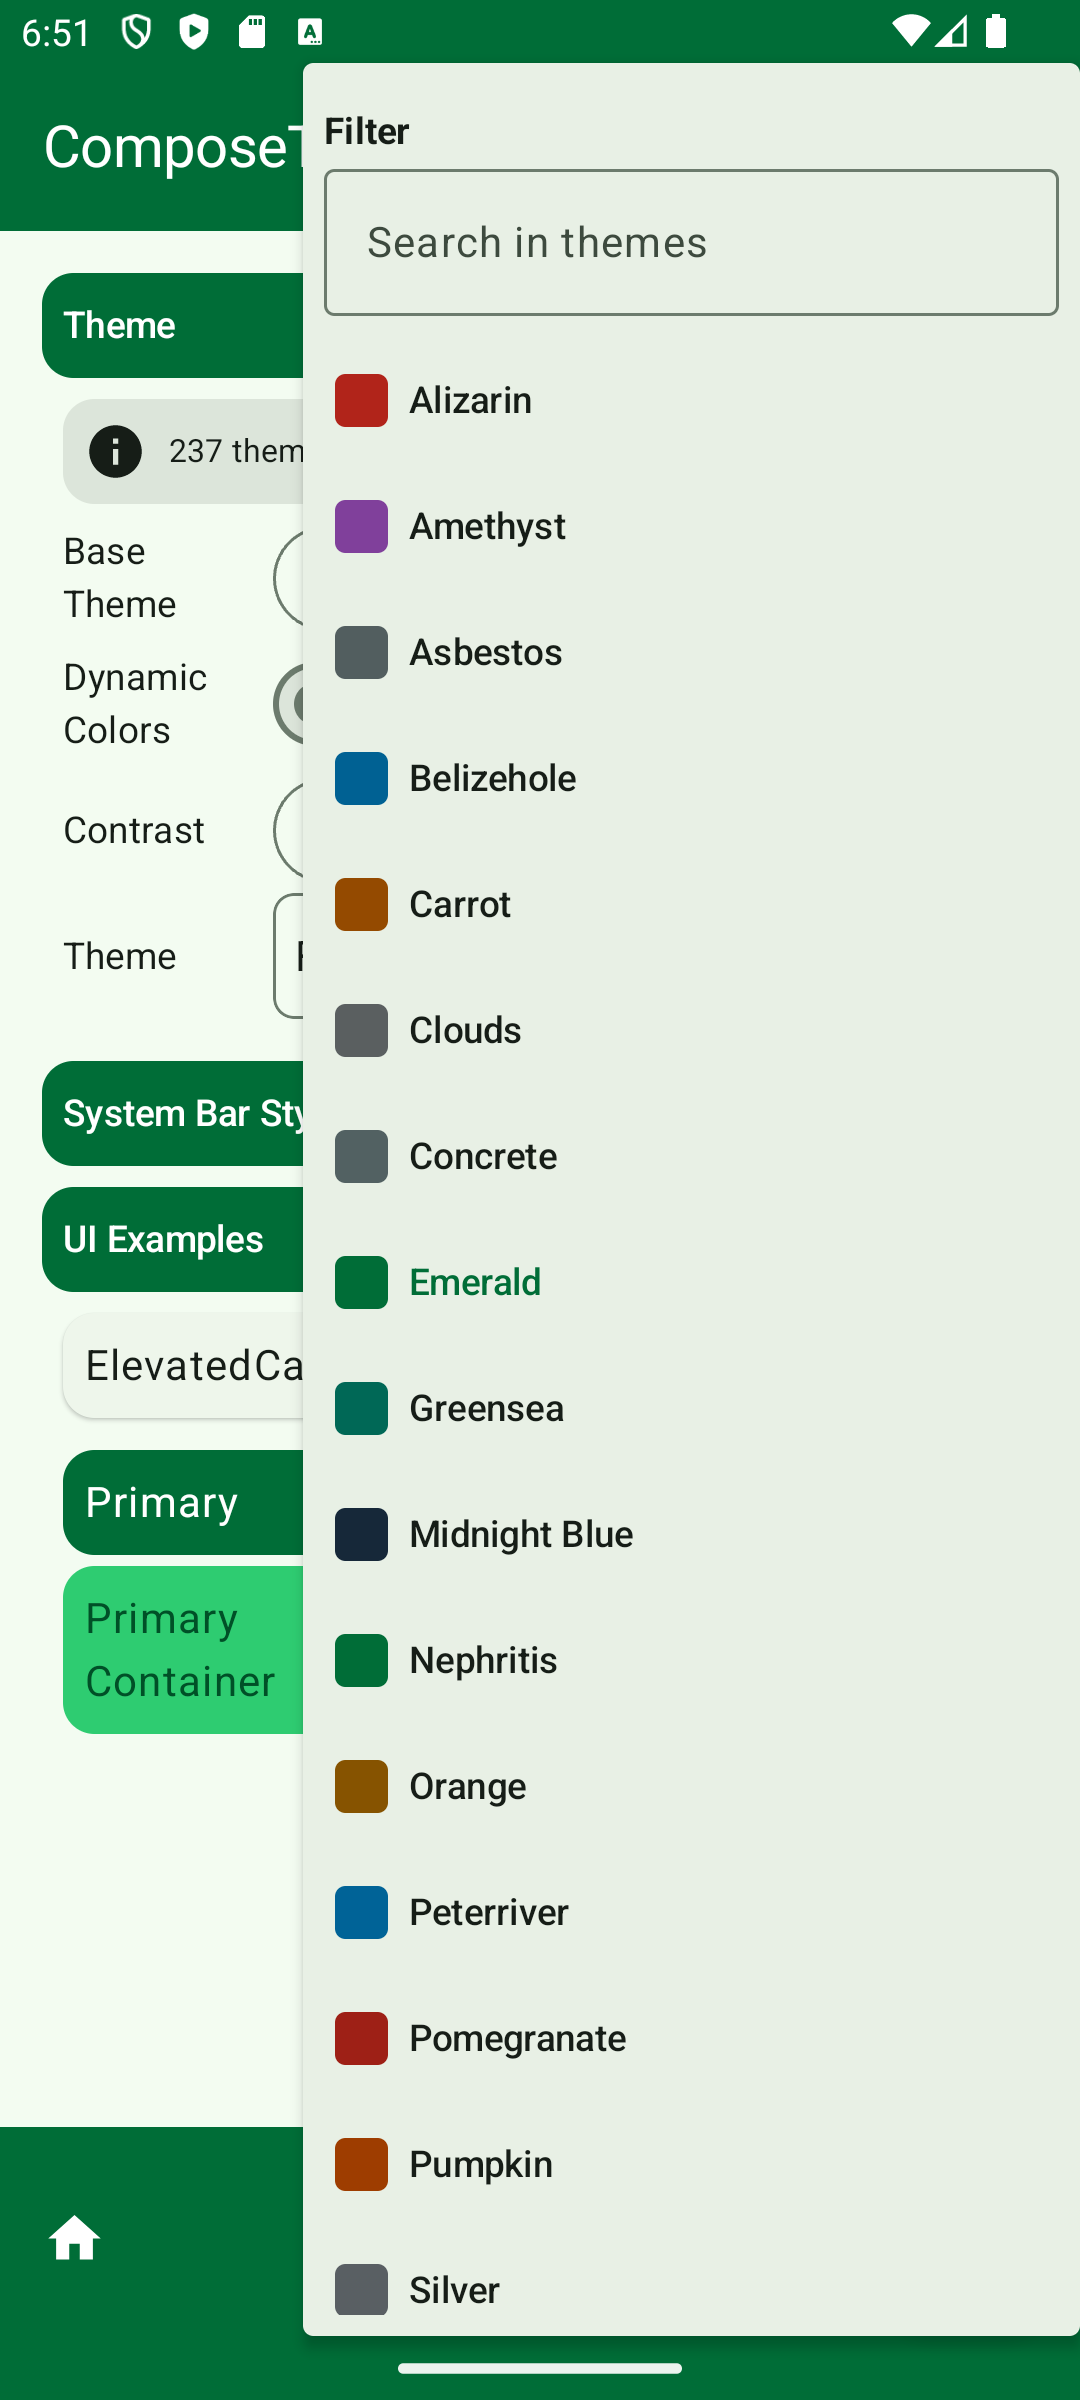 6:51
ComposeT
Filter
Search in themes
Theme
237 them
Base
Theme
Dynamic
Colors
Contrast
Theme
System Bar Sty
UI Examples
ElevatedCa
Primary
Primary
Container
Alizarin
Amethyst
Asbestos
Belizehole
Carrot
Clouds
Concrete
Emerald
Greensea
Midnight Blue
Nephritis
Orange
Peterriver
Pomegranate
Pumpkin
Silver